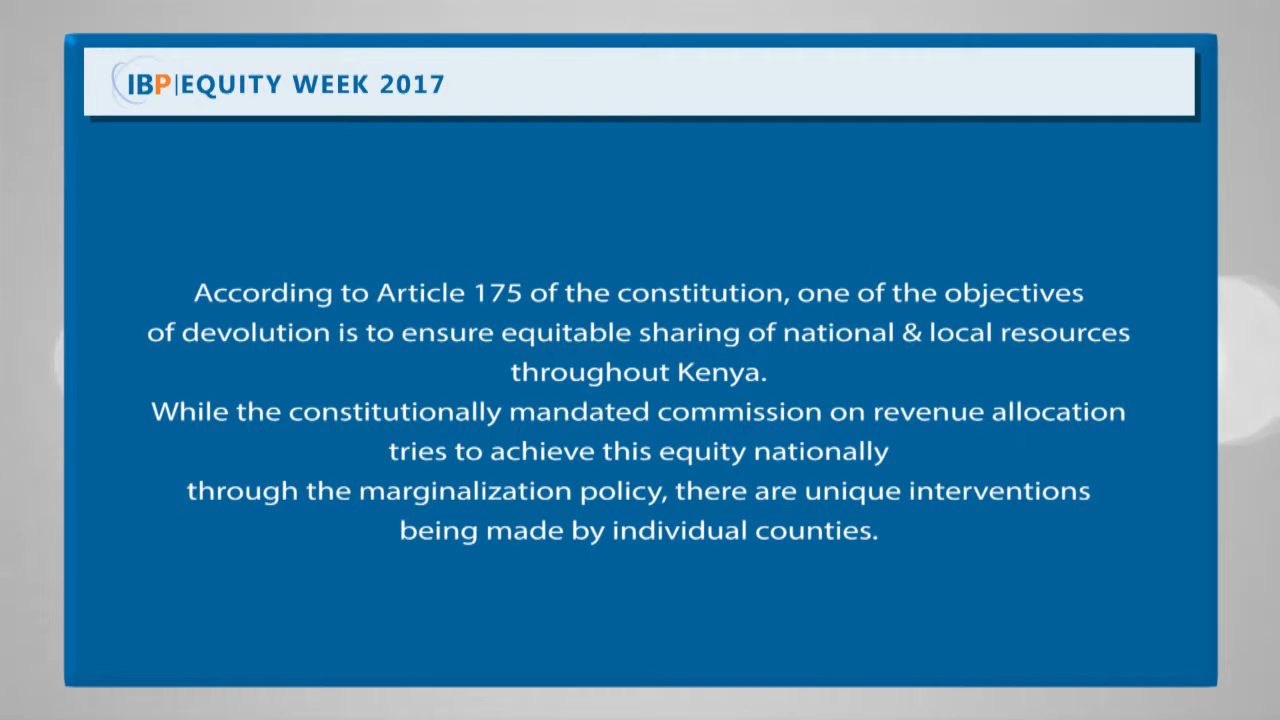 IBP|EQUITY WEEK 2017
According to Article 175 of the constitution, one of the objectives
of devolution is to ensure equitable sharing of national & local resources
throughout Kenya.
While the constitutionally mandated commission on revenue allocation
tries to achieve this equity nationally
through the marginalization policy, there are unique interventions
being made by individual counties.